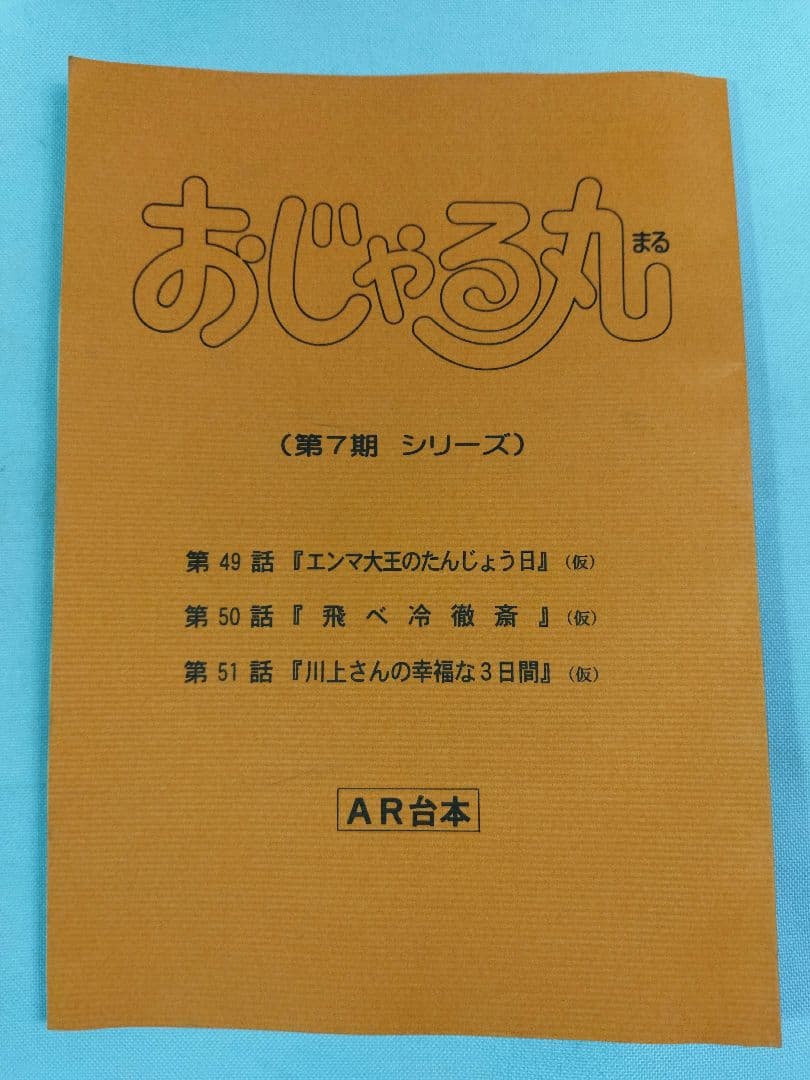 おじゃる丸
まる
（第７期 シリーズ）
第 49 話 『エンマ大王のたんじょう日』（仮）
第 50 話 『 飛 べ 冷 徹 斎 』（仮）
第 51 話 『川上さんの幸福な３日間』（仮）
ＡＲ台本